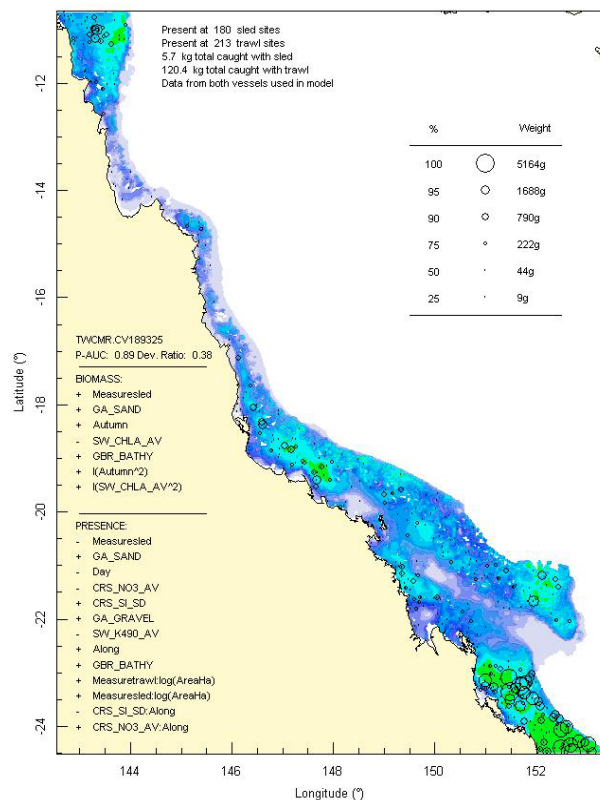 Present at 180 sled sites
Present at 213 trawl sites
5.7 kg total caught with sled
120.4 kg total caught with trawl
Data from both vessels used in model
% Weight
100 5164g
95 1688g
90 790g
75 222g
50 44g
25 9g
TWCMR.CV189325
P-AUC: 0.89 Dev. Ratio: 0.38
BIOMASS:
+ Measuresled
+ GA_SAND
+ Autumn
- SW_CHLA_AV
+ GBR_BATHY
+ I(Autumn^2)
+ I(SW_CHLA_AV^2)
PRESENCE:
- Measuresled
+ GA_SAND
- Day
- CRS_NO3_AV
+ CRS_SI_SD
+ GA_GRAVEL
- SW_K490_AV
+ Along
+ GBR_BATHY
+ Measuretrawl:log(AreaHa)
+ Measuresled:log(AreaHa)
- CRS_SI_SD:Along
+ CRS_NO3_AV:Along
Latitude (°)
-12
-14
-16
-18
-20
-22
-24
144 146 148 150 152
Longitude (°)